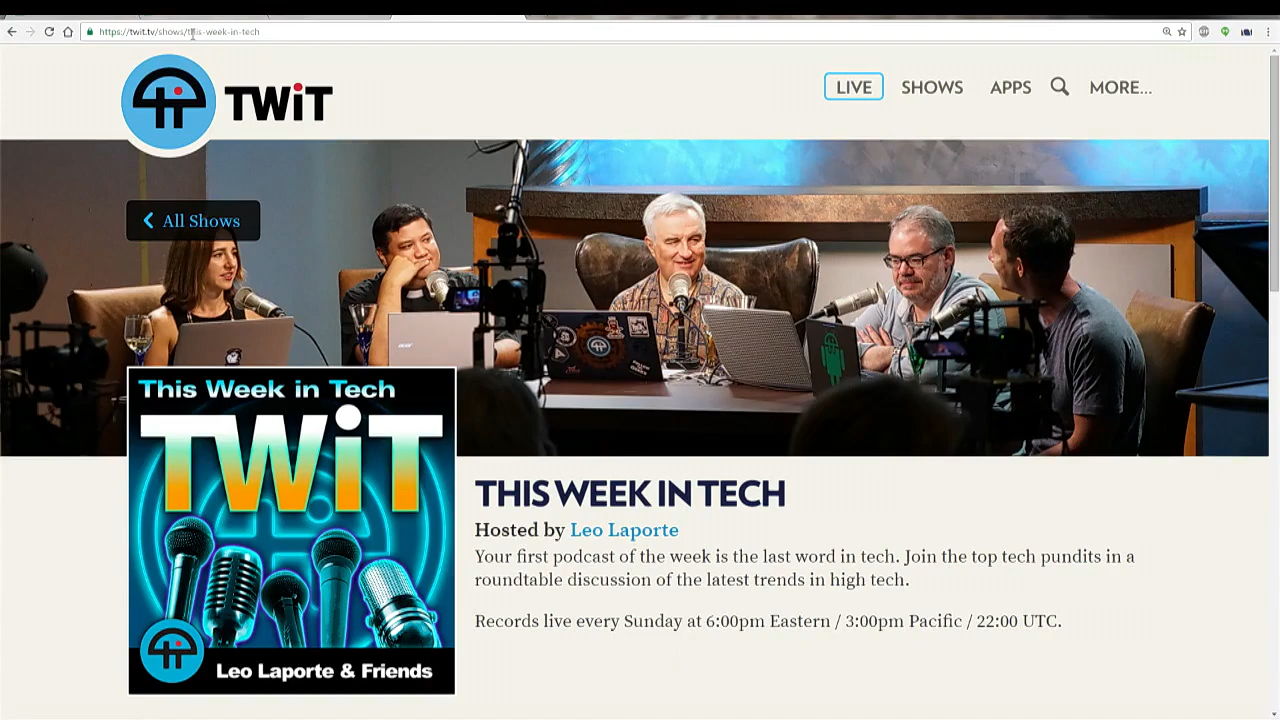 https://twit.tv/shows/this-week-in-tech
TWiT
LIVE
SHOWS
APPS
MORE...
All Shows
This Week in Tech
TWiT
Leo Laporte & Friends
THIS WEEK IN TECH
Hosted by Leo Laporte
Your first podcast of the week is the last word in tech. Join the top tech pundits in a
roundtable discussion of the latest trends in high tech.
Records live every Sunday at 6:00pm Eastern / 3:00pm Pacific / 22:00 UTC.